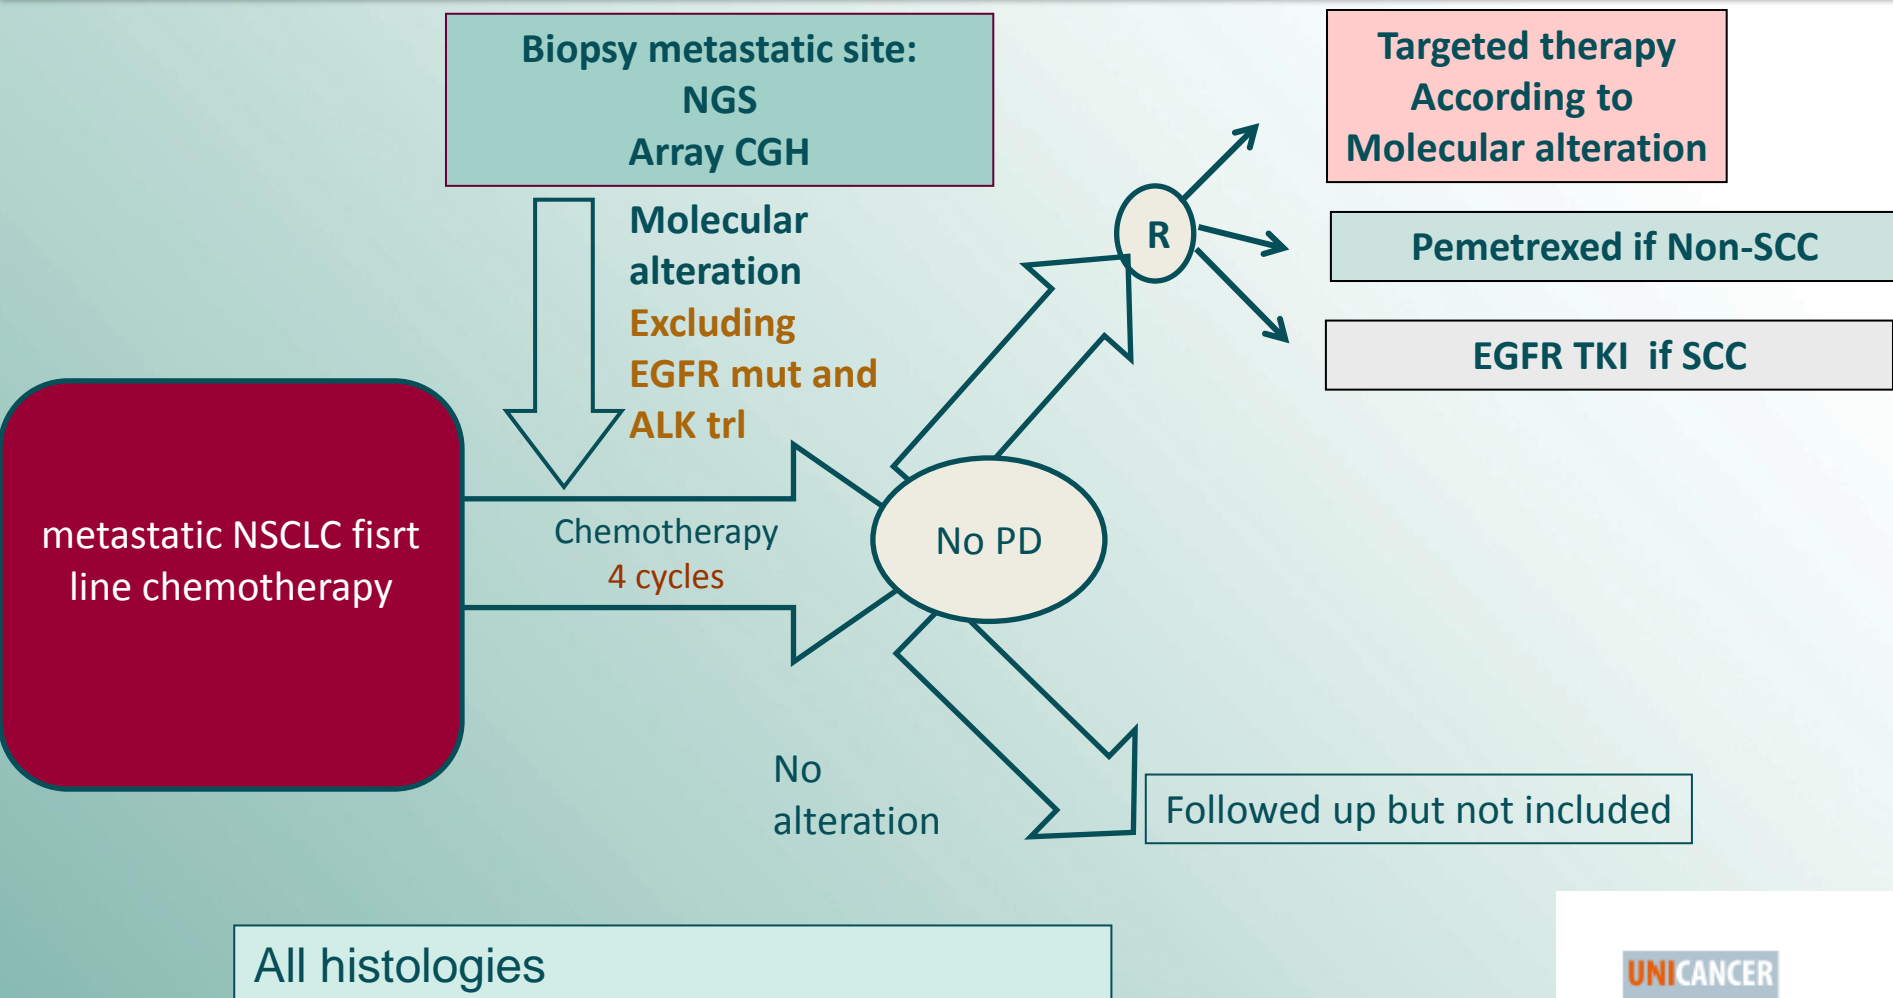 Biopsy metastatic site:
NGS
Array CGH
Targeted therapy
According to
Molecular alteration
Molecular
alteration
Excluding
EGFR mut and
ALK trl
R
Pemetrexed if Non-SCC
EGFR TKI if SCC
metastatic NSCLC fisrt
line chemotherapy
Chemotherapy
4 cycles
No PD
No
alteration
Followed up but not included
All histologies
UNICANCER